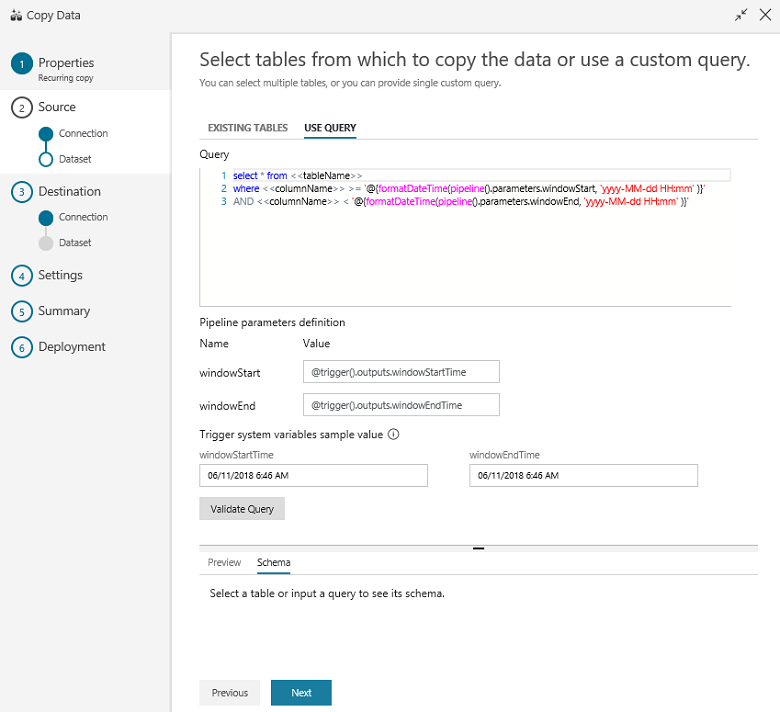 Copy Data
1 Properties
Recurring copy
2 Source
Connection
Dataset
3 Destination
Connection
Dataset
4 Settings
5 Summary
6 Deployment
Select tables from which to copy the data or use a custom query.
You can select multiple tables, or you can provide single custom query.
EXISTING TABLES USE QUERY
Query
1 select * from <<tableName>>
2 where <<columnName>> >= '@{formatDateTime(pipeline().parameters.windowStart, 'yyyy-MM-dd HH:mm' )}'
3 AND <<columnName>> < '@{formatDateTime(pipeline().parameters.windowEnd, 'yyyy-MM-dd HH:mm' )}'
Pipeline parameters definition
Name Value
windowStart @trigger().outputs.windowStartTime
windowEnd @trigger().outputs.windowEndTime
Trigger system variables sample value
windowStartTime windowEndTime
06/11/2018 6:46 AM 06/11/2018 6:46 AM
Validate Query
Preview Schema
Select a table or input a query to see its schema.
Previous Next